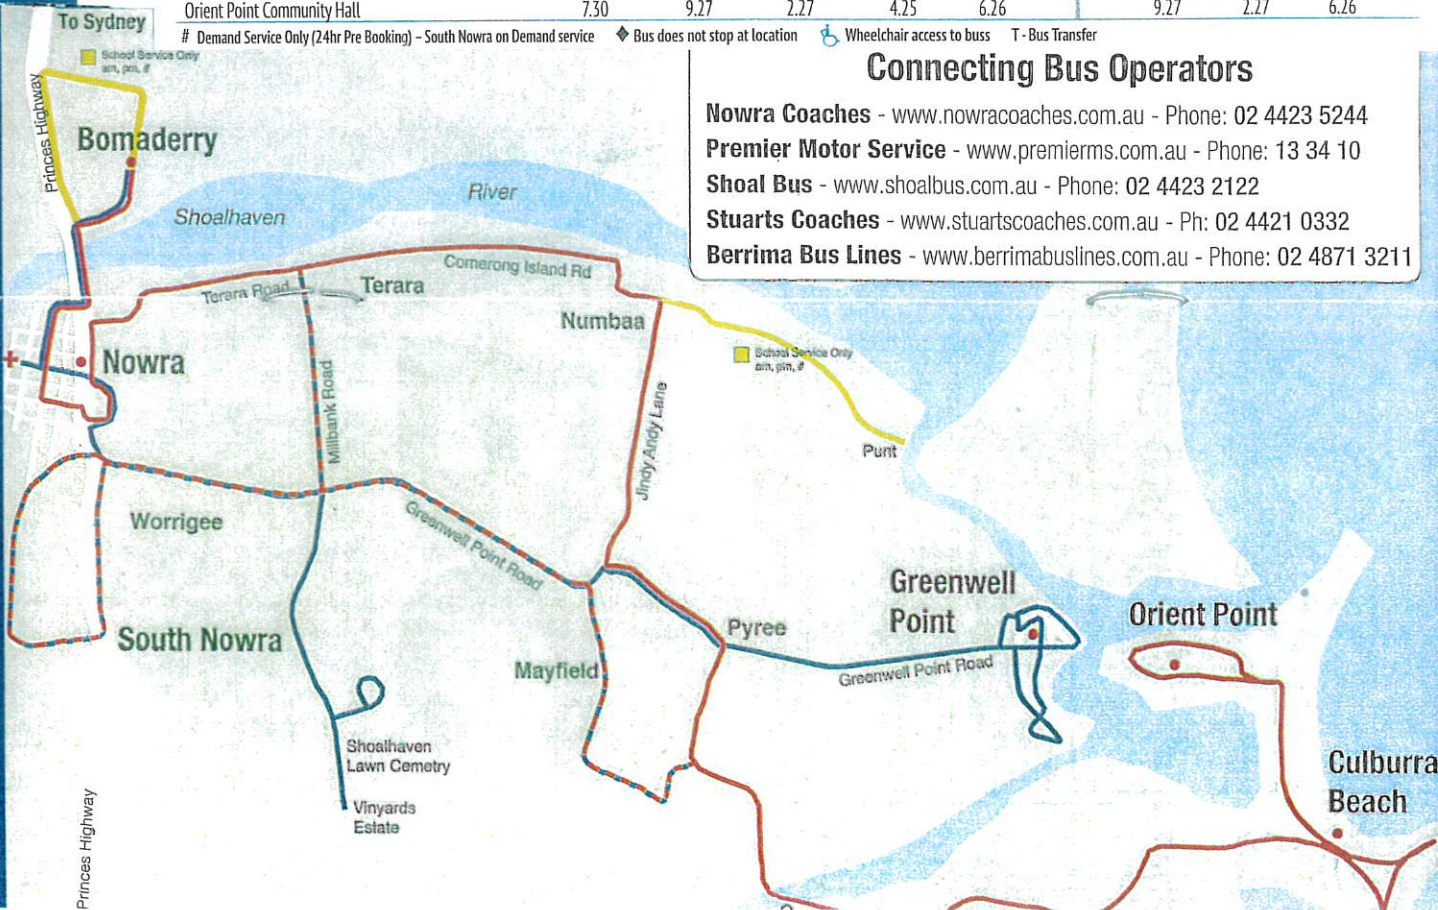 Orient Point Community Hall 7.30 9.27 2.27 4.25 6.26 9.27 2.27 6.26
# Demand Service Only (24hr Pre Booking) – South Nowra on Demand service ◆ Bus does not stop at location Wheelchair access to buss T - Bus Transfer
To Sydney
School Service Only
am, pm, #
Princes Highway
Bomaderry
Connecting Bus Operators
Nowra Coaches - www.nowracoaches.com.au - Phone: 02 4423 5244
Premier Motor Service - www.premierms.com.au - Phone: 13 34 10
Shoal Bus - www.shoalbus.com.au - Phone: 02 4423 2122
Stuarts Coaches - www.stuartscoaches.com.au - Ph: 02 4421 0332
Berrima Bus Lines - www.berrimabuslines.com.au - Phone: 02 4871 3211
Shoalhaven
River
Comerong Island Rd
Terara Road
Terara
Numbaa
School Service Only
am, pm, #
Nowra
Millbank Road
Jindy Andy Lane
Punt
Worrigee
Greenwell Point Road
South Nowra
Mayfield
Pyree
Greenwell
Point
Greenwell Point Road
Orient Point
Shoalhaven
Lawn Cemetry
Vinyards
Estate
Culburra
Beach
Princes Highway